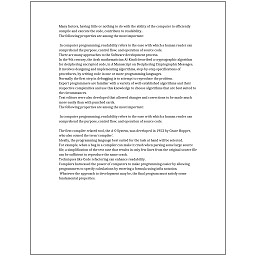 Many factors, having little or nothing to do with the ability of the computer to efficiently
compile and execute the code, contribute to readability.
The following properties are among the most important:
In computer programming, readability refers to the ease with which a human reader can
comprehend the purpose, control flow, and operation of source code.
There are many approaches to the Software development process.
In the 9th century, the Arab mathematician Al-Kindi described a cryptographic algorithm
for deciphering encrypted code, in A Manuscript on Deciphering Cryptographic Messages.
It involves designing and implementing algorithms, step-by-step specifications of
procedures, by writing code in one or more programming languages.
Normally the first step in debugging is to attempt to reproduce the problem.
Expert programmers are familiar with a variety of well-established algorithms and their
respective complexities and use this knowledge to choose algorithms that are best suited to
the circumstances.
Text editors were also developed that allowed changes and corrections to be made much
more easily than with punched cards.
The following properties are among the most important:
In computer programming, readability refers to the ease with which a human reader can
comprehend the purpose, control flow, and operation of source code.
The first compiler related tool, the A-0 System, was developed in 1952 by Grace Hopper,
who also coined the term 'compiler'.
Ideally, the programming language best suited for the task at hand will be selected.
For example, when a bug in a compiler can make it crash when parsing some large source
file, a simplification of the test case that results in only few lines from the original source file
can be sufficient to reproduce the same crash.
Techniques like Code refactoring can enhance readability.
Compilers harnessed the power of computers to make programming easier by allowing
programmers to specify calculations by entering a formula using infix notation.
Whatever the approach to development may be, the final program must satisfy some
fundamental properties.